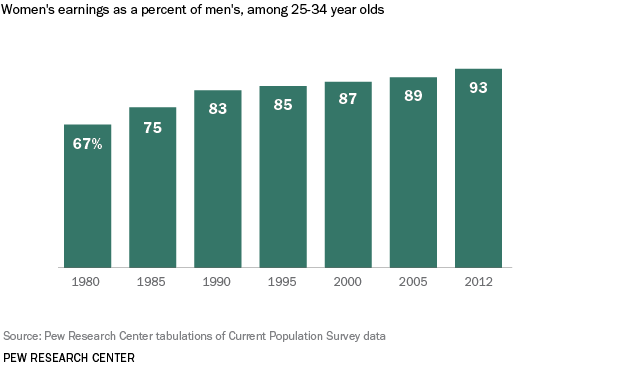 Women's earnings as a percent of men's, among 25-34 year olds
67% 75 83 85 87 89 93
1980 1985 1990 1995 2000 2005 2012
Source: Pew Research Center tabulations of Current Population Survey data
PEW RESEARCH CENTER